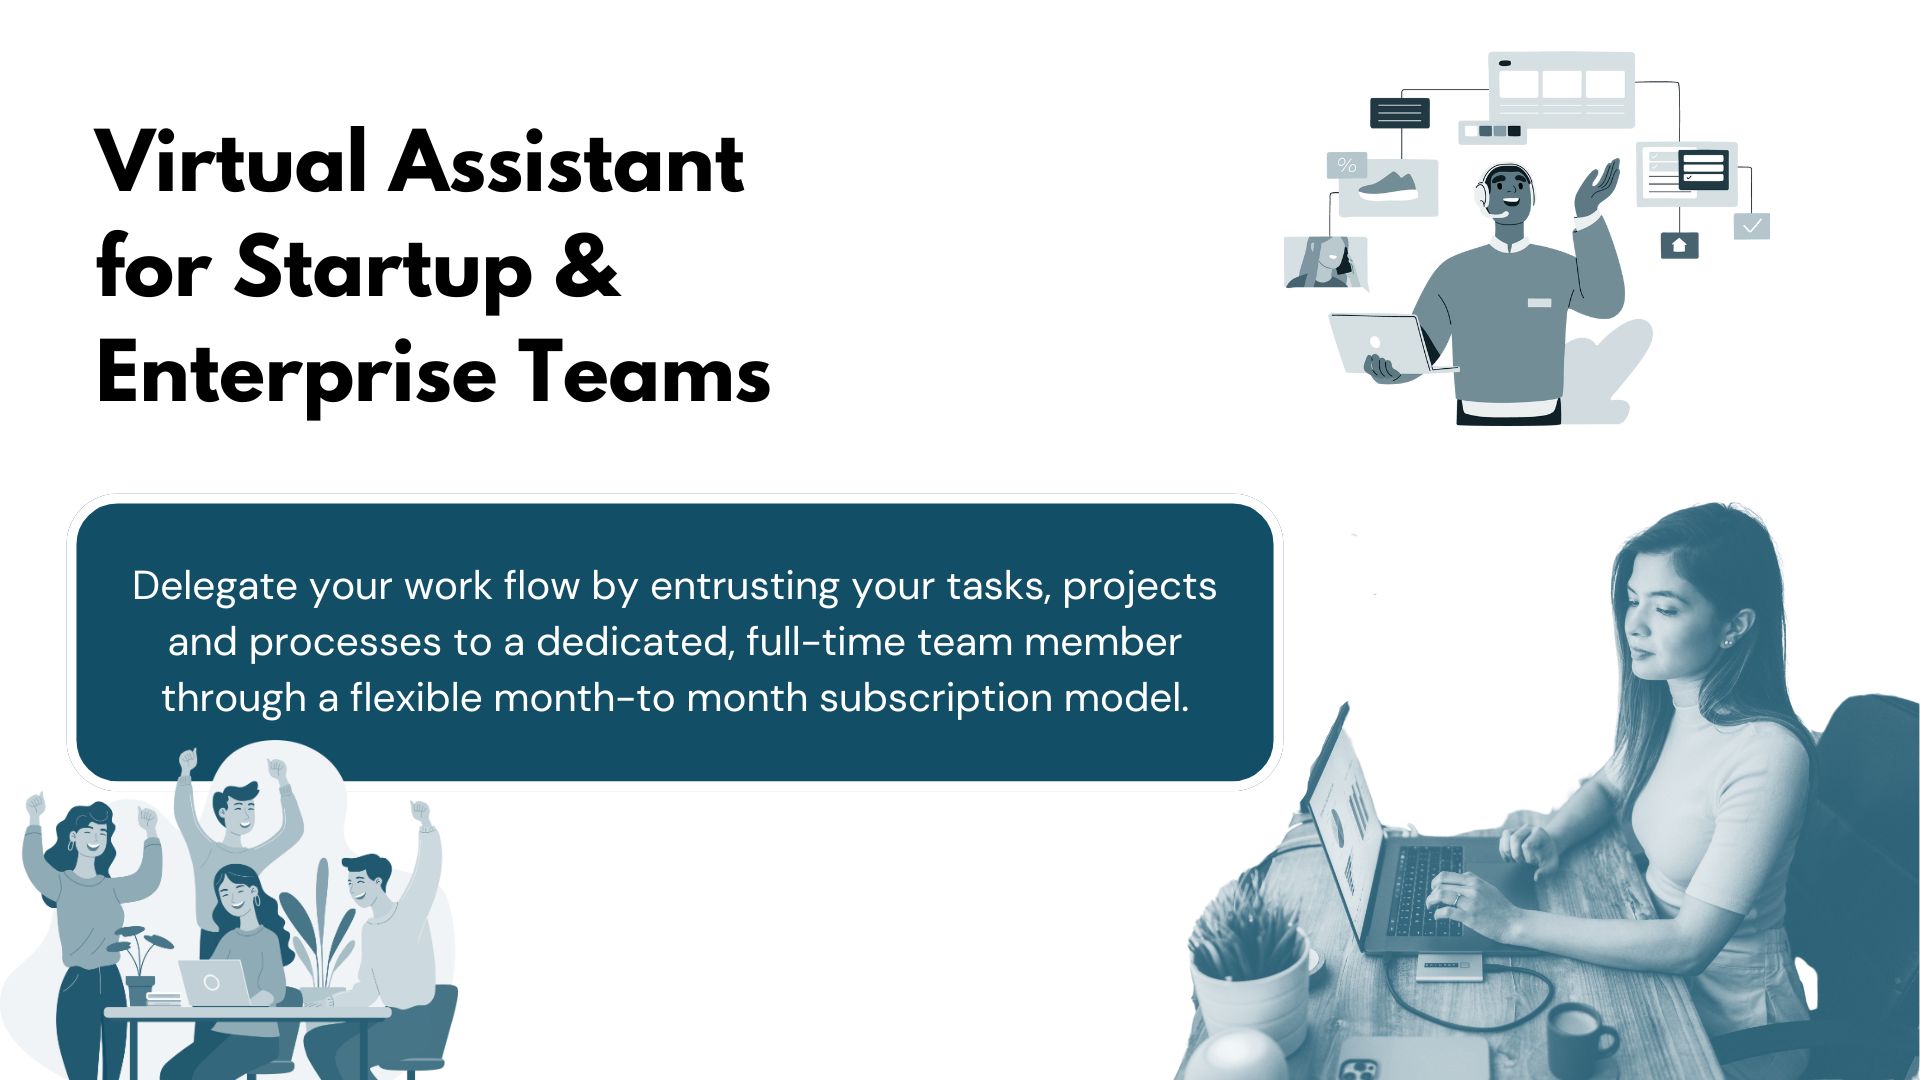 Virtual Assistant
for Startup &
Enterprise Teams
%
Delegate your work flow by entrusting your tasks, projects
and processes to a dedicated, full-time team member
through a flexible month-to month subscription model.